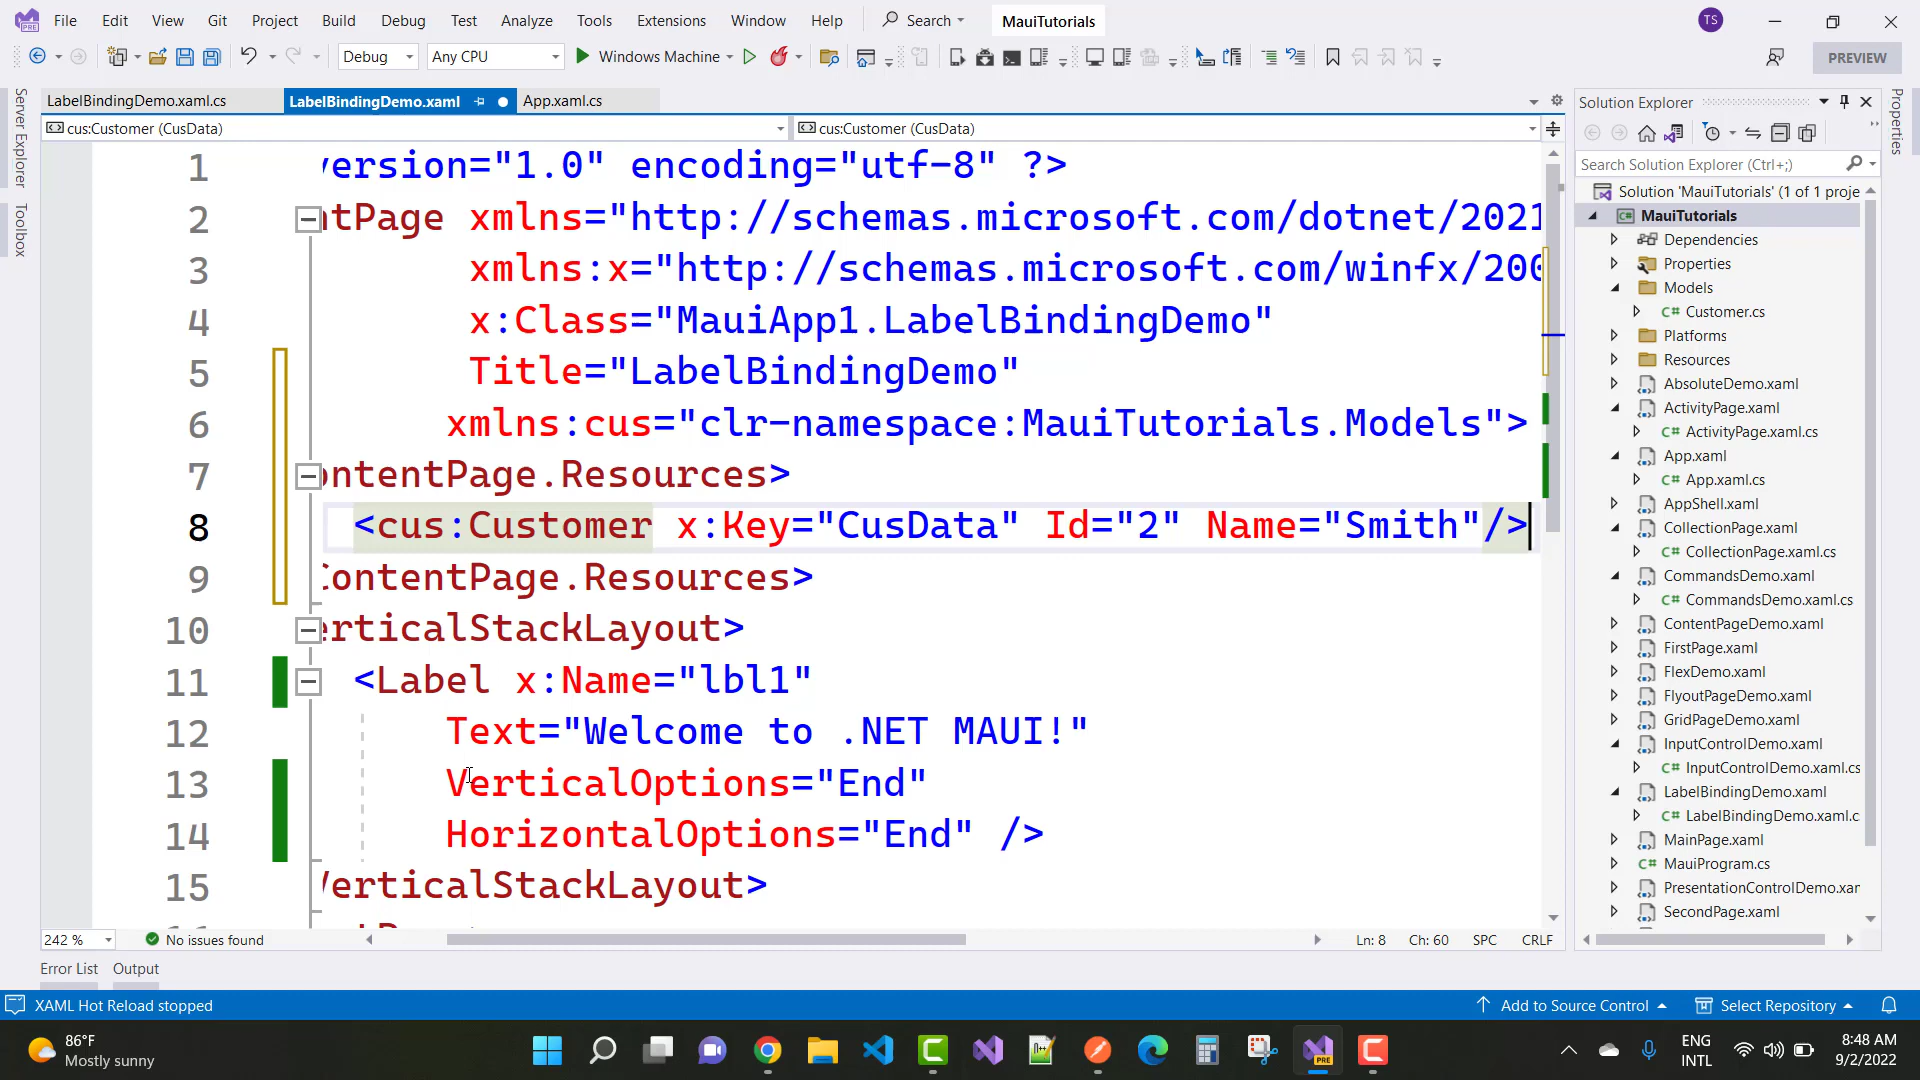 File Edit View Git Project Build Debug Test Analyze Tools Extensions Window Help Search MauiTutorials TS
Debug Any CPU Windows Machine PREVIEW
Server Explorer
Toolbox
LabelBindingDemo.xaml.cs LabelBindingDemo.xaml App.xaml.cs
cus:Customer (CusData) cus:Customer (CusData)
1 version="1.0" encoding="utf-8" ?>
2 ntPage xmlns="http://schemas.microsoft.com/dotnet/2021
3 xmlns:x="http://schemas.microsoft.com/winfx/200
4 x:Class="MauiApp1.LabelBindingDemo"
5 Title="LabelBindingDemo"
6 xmlns:cus="clr-namespace:MauiTutorials.Models">
7 ontentPage.Resources>
8 <cus:Customer x:Key="CusData" Id="2" Name="Smith"/>
9 ContentPage.Resources>
10 erticalStackLayout>
11 <Label x:Name="lbl1"
12 Text="Welcome to .NET MAUI!"
13 VerticalOptions="End"
14 HorizontalOptions="End" />
15 VerticalStackLayout>
242 % No issues found Ln: 8 Ch: 60 SPC CRLF
Solution Explorer
Search Solution Explorer (Ctrl+;)
Solution 'MauiTutorials' (1 of 1 proje
MauiTutorials
Dependencies
Properties
Models
C# Customer.cs
Platforms
Resources
AbsoluteDemo.xaml
ActivityPage.xaml
C# ActivityPage.xaml.cs
App.xaml
C# App.xaml.cs
AppShell.xaml
CollectionPage.xaml
C# CollectionPage.xaml.cs
CommandsDemo.xaml
C# CommandsDemo.xaml.cs
ContentPageDemo.xaml
FirstPage.xaml
FlexDemo.xaml
FlyoutPageDemo.xaml
GridPageDemo.xaml
InputControlDemo.xaml
C# InputControlDemo.xaml.cs
LabelBindingDemo.xaml
C# LabelBindingDemo.xaml.c
MainPage.xaml
C# MauiProgram.cs
PresentationControlDemo.xar
SecondPage.xaml
Properties
Error List Output
XAML Hot Reload stopped Add to Source Control Select Repository
86°F
Mostly sunny
ENG
INTL
8:48 AM
9/2/2022